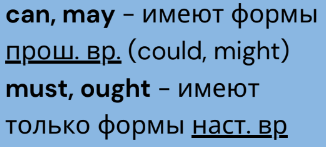 can, may – имеют формы
прош. вр. (could, might)
must, ought – имеют
только формы наст. вр